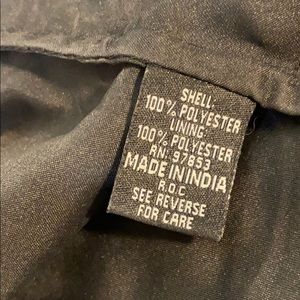 SHELL:
100% POLYESTER
LINING:
100% POLYESTER
RN: 97853
MADE IN INDIA
R.O.C
SEE REVERSE
FOR CARE